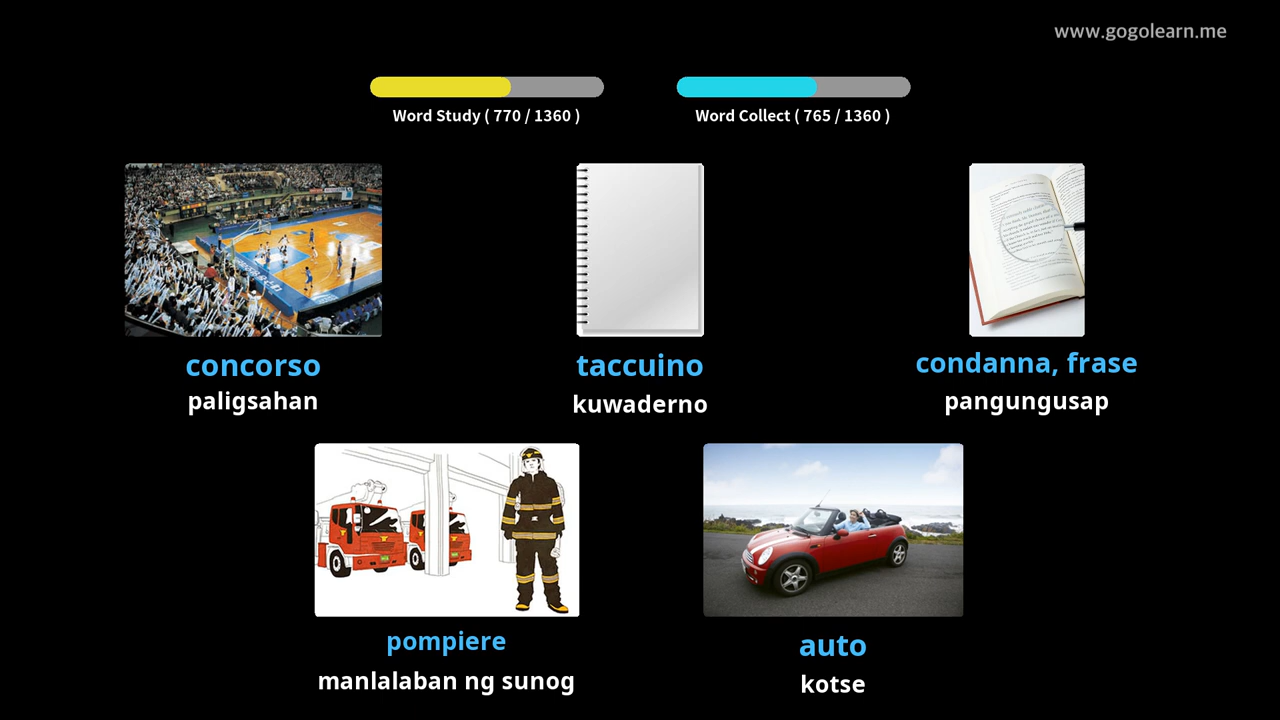 www.gogolearn.me
Word Study ( 770 / 1360 )
Word Collect ( 765 / 1360 )
concorso
paligsahan
taccuino
kuwaderno
condanna, frase
pangungusap
pompiere
manlalaban ng sunog
auto
kotse